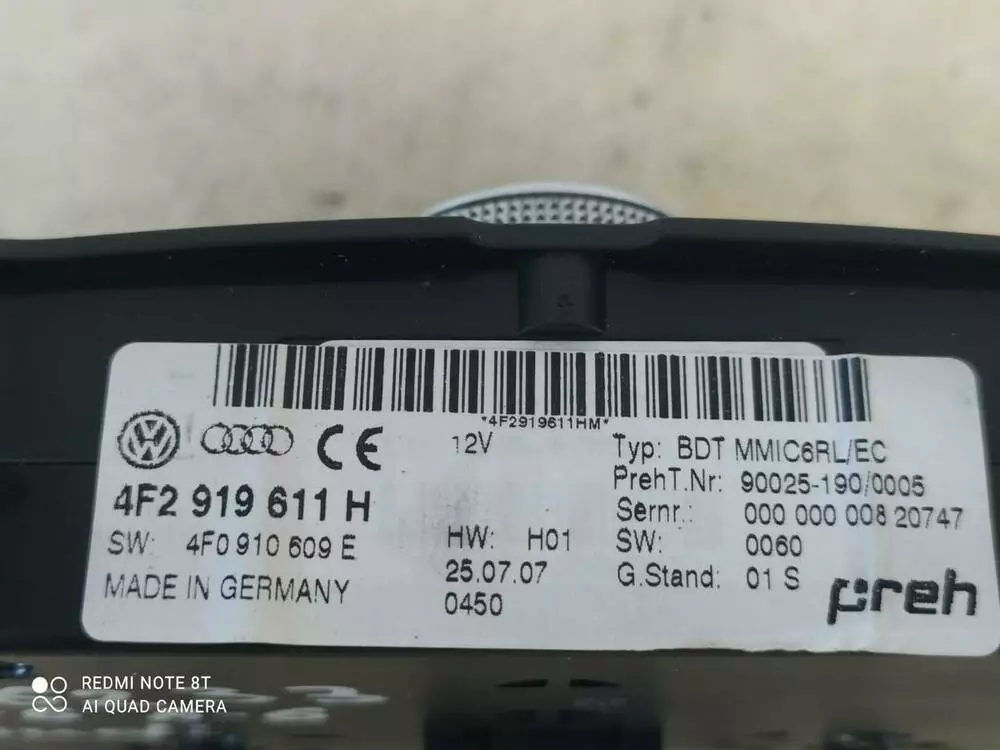 *4F2919611HM*
12V
4F2 919 611 H
SW: 4F0 910 609 E
MADE IN GERMANY
HW: H01
25.07.07
0450
Typ: BDT MMIC6RL/EC
PrehT.Nr: 90025-190/0005
Sernr.: 000 000 008 20747
SW: 0060
G.Stand: 01 S
preh
REDMI NOTE 8T
AI QUAD CAMERA